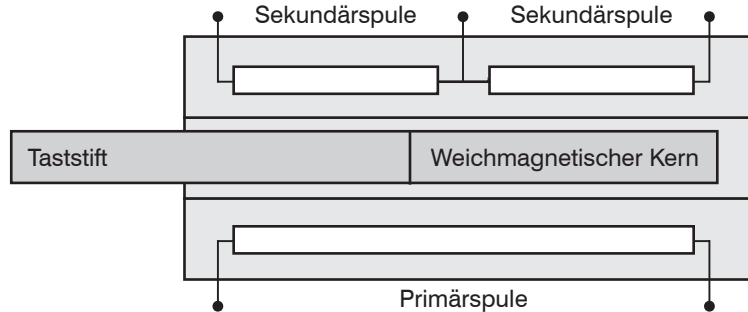 Sekundärspule Sekundärspule
Taststift Weichmagnetischer Kern
Primärspule